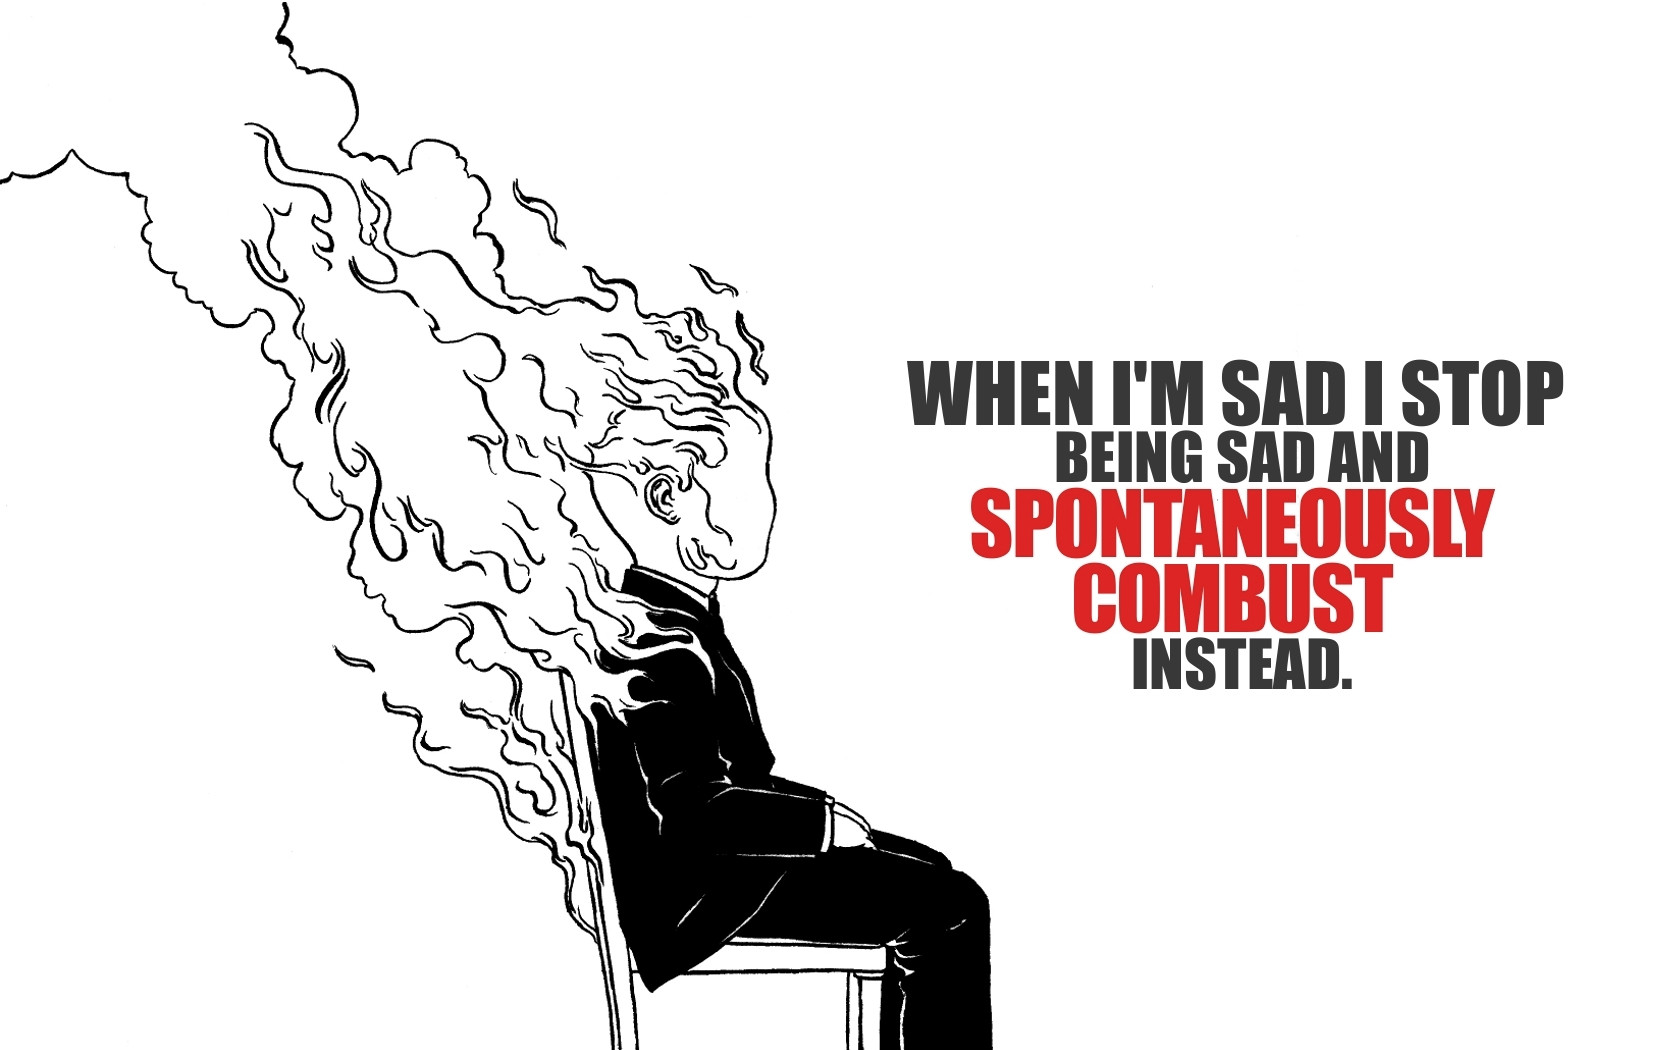 WHEN I'M SAD I STOP
BEING SAD AND
SPONTANEOUSLY
COMBUST
INSTEAD.